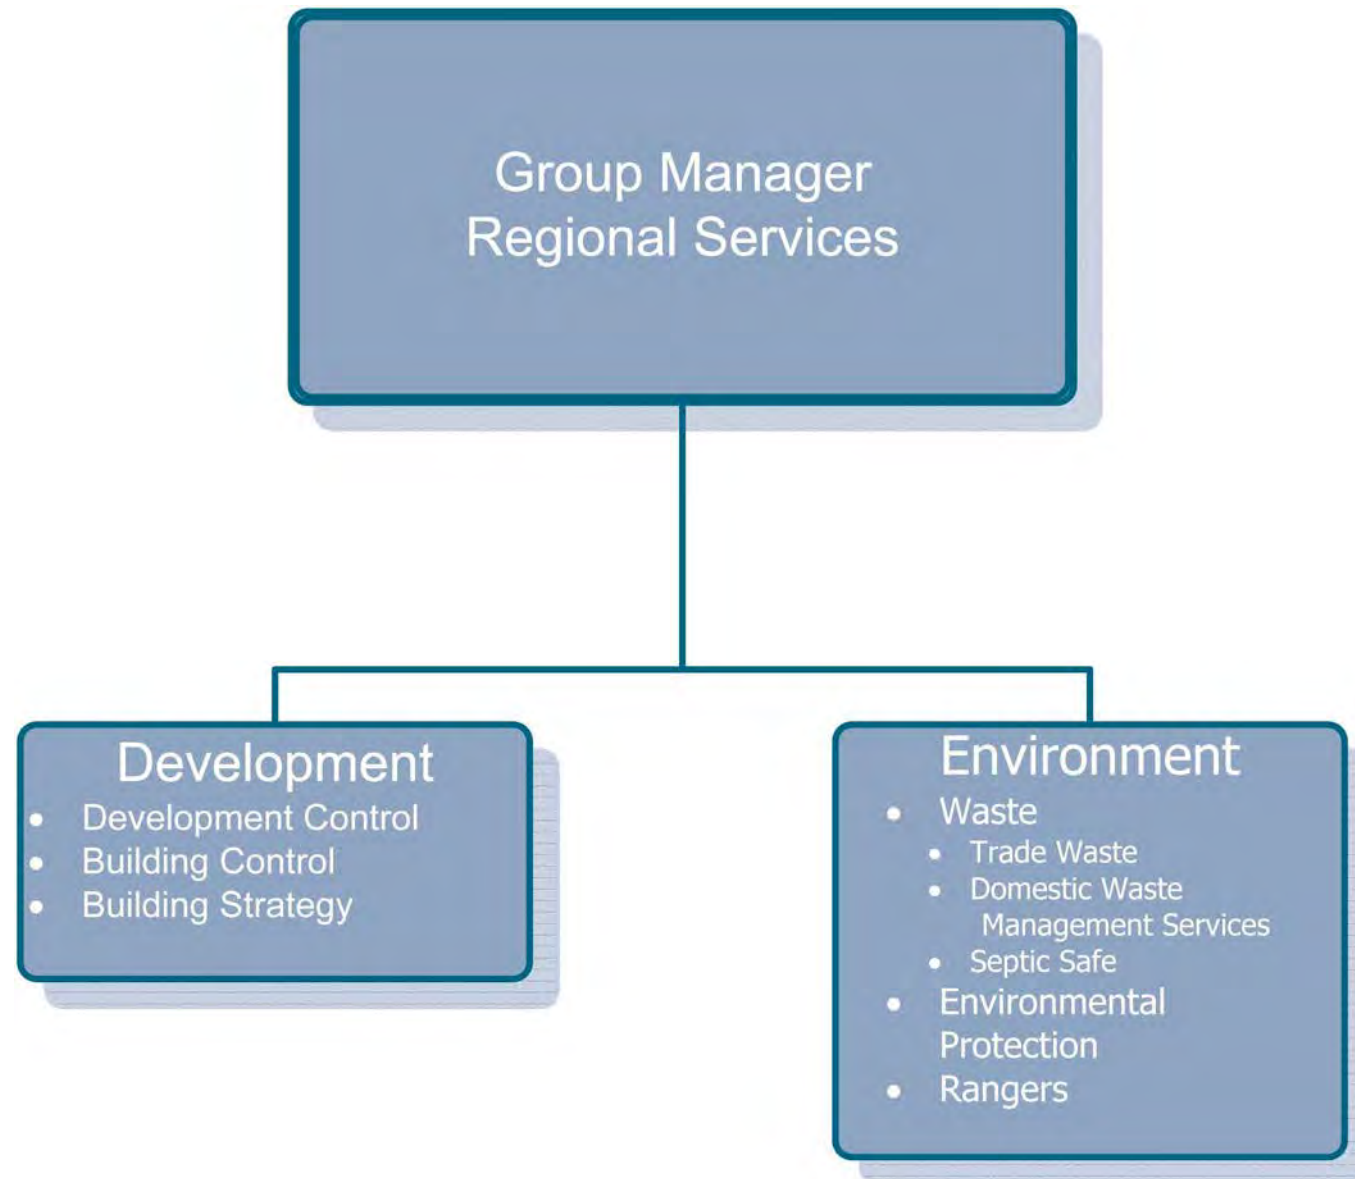 Group Manager
Regional Services
Development
• Development Control
• Building Control
• Building Strategy
Environment
• Waste
• Trade Waste
• Domestic Waste
Management Services
• Septic Safe
• Environmental
Protection
• Rangers